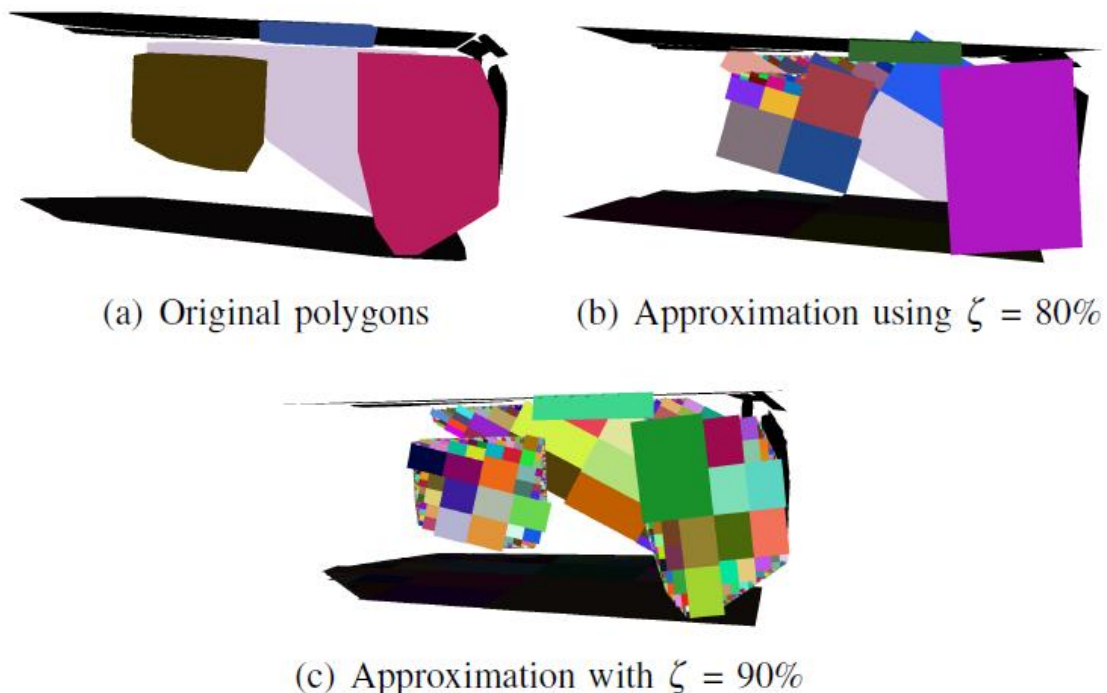 (a) Original polygons
(b) Approximation using ζ = 80%
(c) Approximation with ζ = 90%